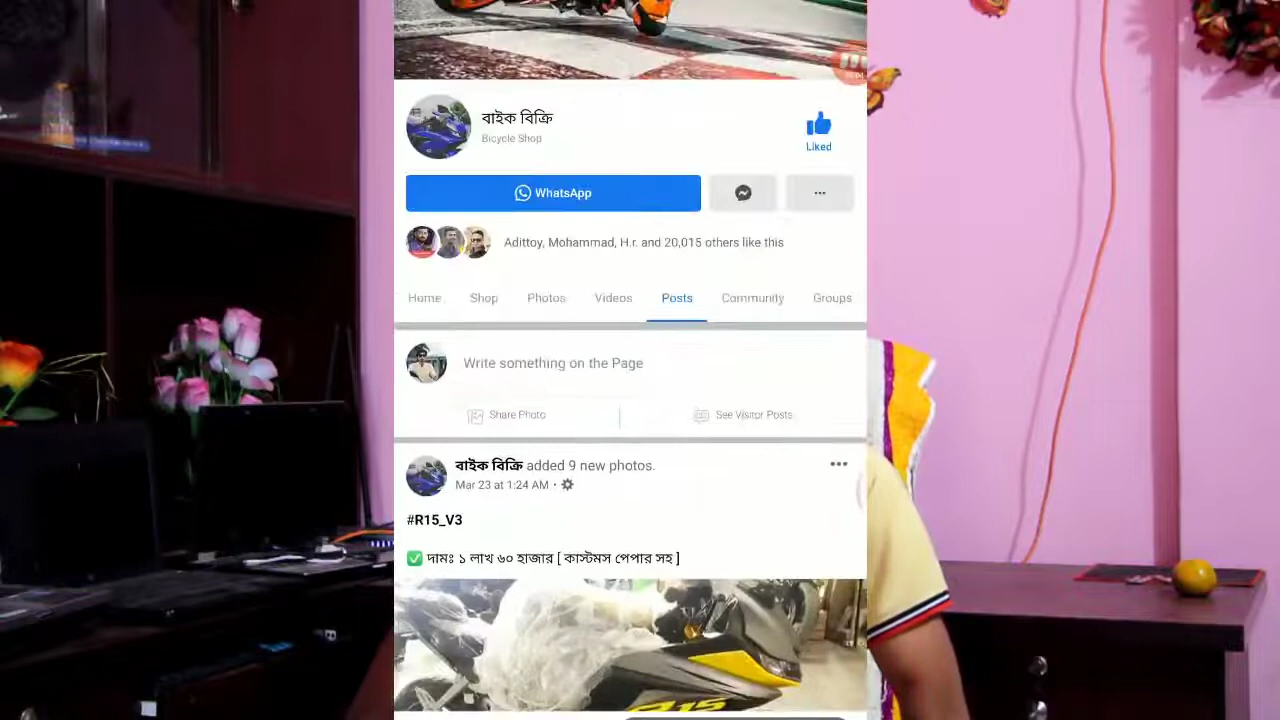 বাইক বিক্রি
Bicycle Shop
Liked
WhatsApp
Adittoy, Mohammad, H.r. and 20,015 others like this
Home Shop Photos Videos Posts Community Groups
Write something on the Page
Share Photo See Visitor Posts
বাইক বিক্রি added 9 new photos.
Mar 23 at 1:24 AM
#R15_V3
✅ দামঃ ১ লাখ ৬০ হাজার [ কাস্টমস পেপার সহ ]
R15